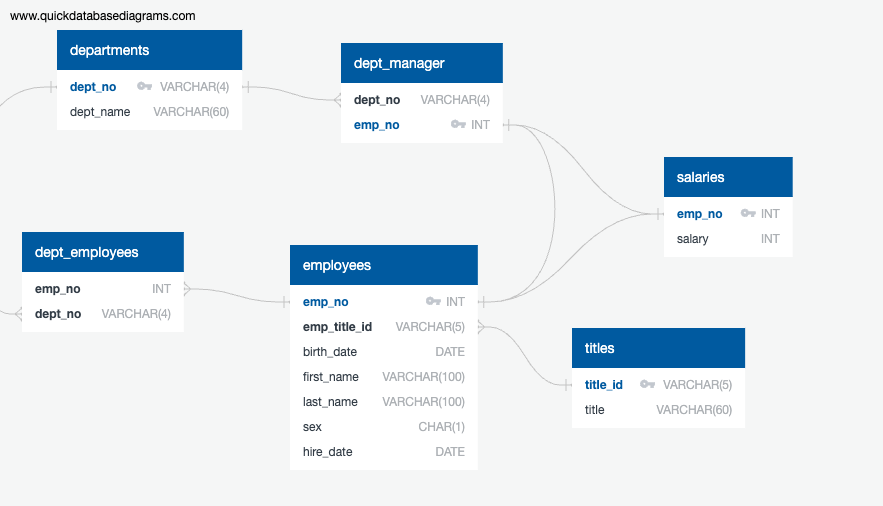 www.quickdatabasediagrams.com
departments
dept_no VARCHAR(4)
dept_name VARCHAR(60)
dept_manager
dept_no VARCHAR(4)
emp_no INT
salaries
emp_no INT
salary INT
dept_employees
emp_no INT
dept_no VARCHAR(4)
employees
emp_no INT
emp_title_id VARCHAR(5)
birth_date DATE
first_name VARCHAR(100)
last_name VARCHAR(100)
sex CHAR(1)
hire_date DATE
titles
title_id VARCHAR(5)
title VARCHAR(60)